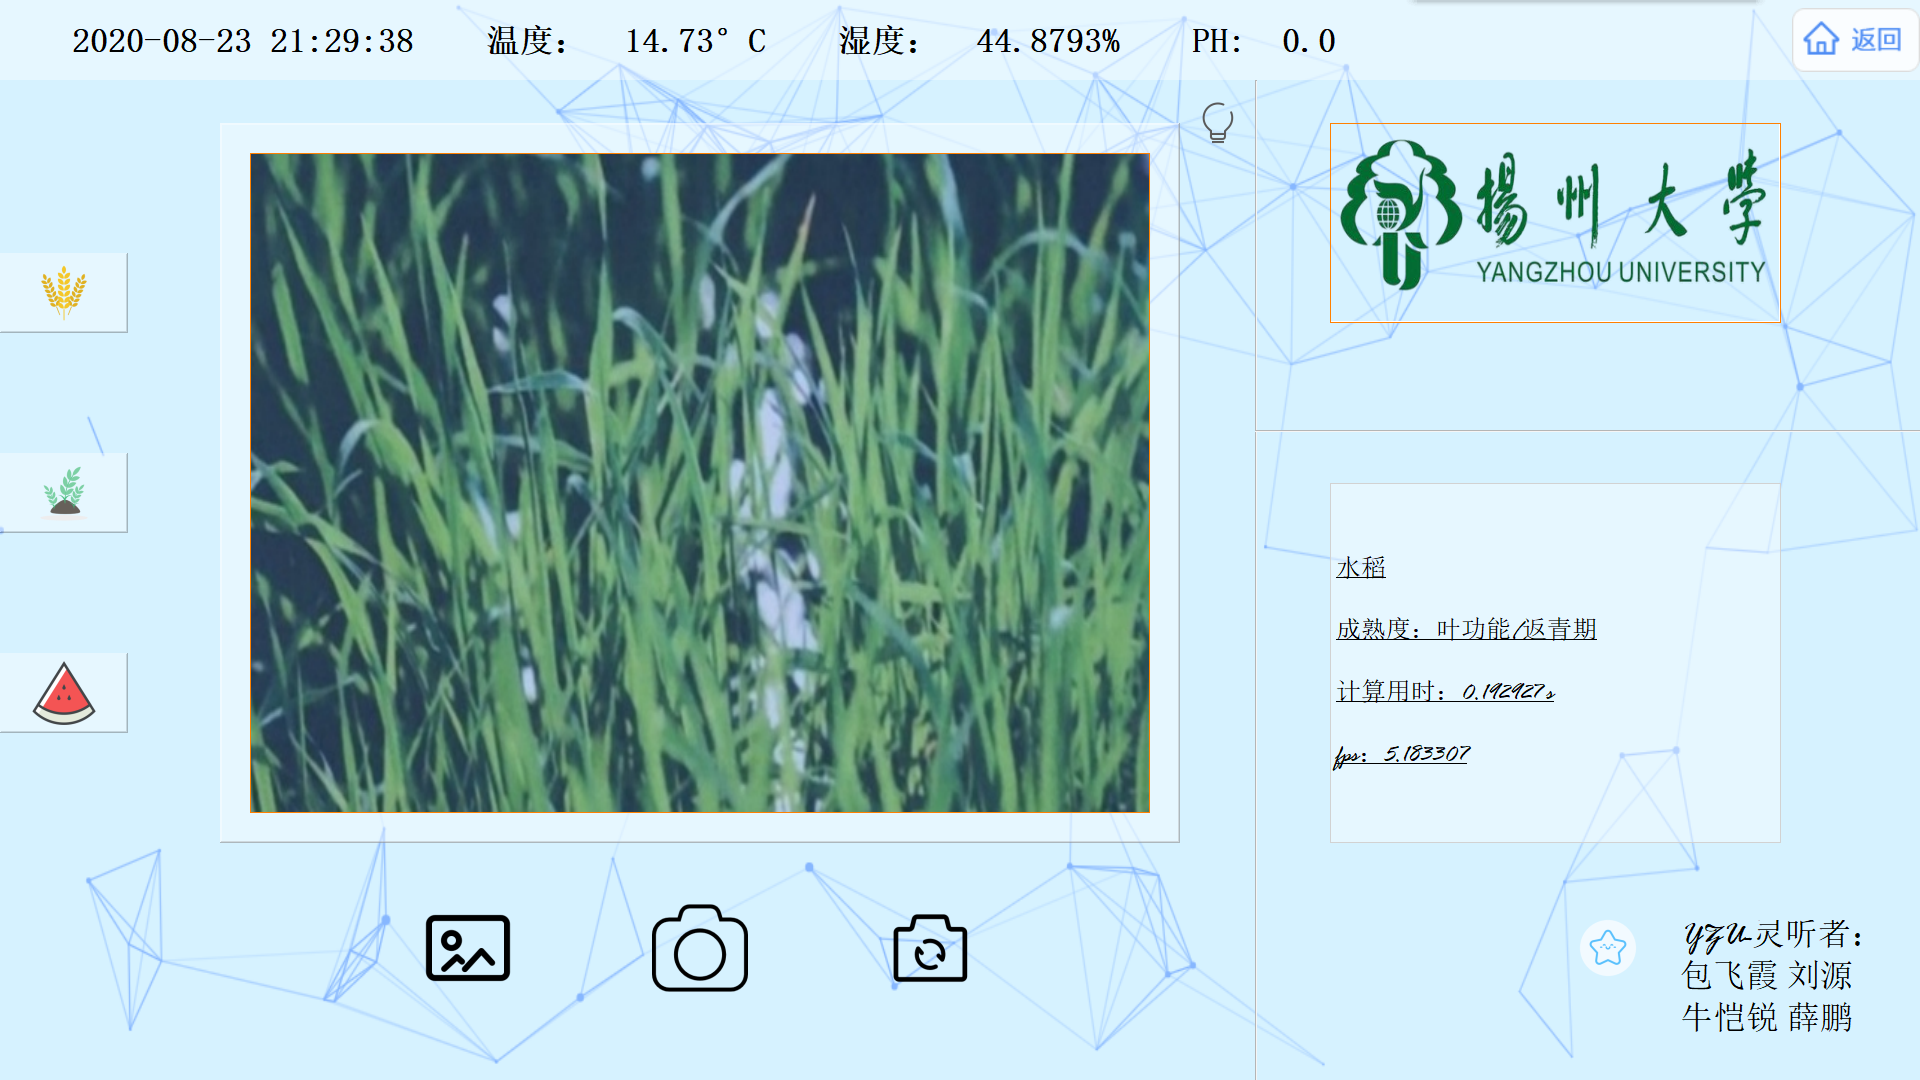 2020-08-23 21:29:38 温度: 14.73° C 湿度: 44.8793% PH: 0.0
返回
揚州大学
YANGZHOU UNIVERSITY
水稻
成熟度：叶功能/返青期
计算用时：0.192927s
fps：5.183307
YZU-灵听者：
包飞霞 刘源
牛恺锐 薛鹏